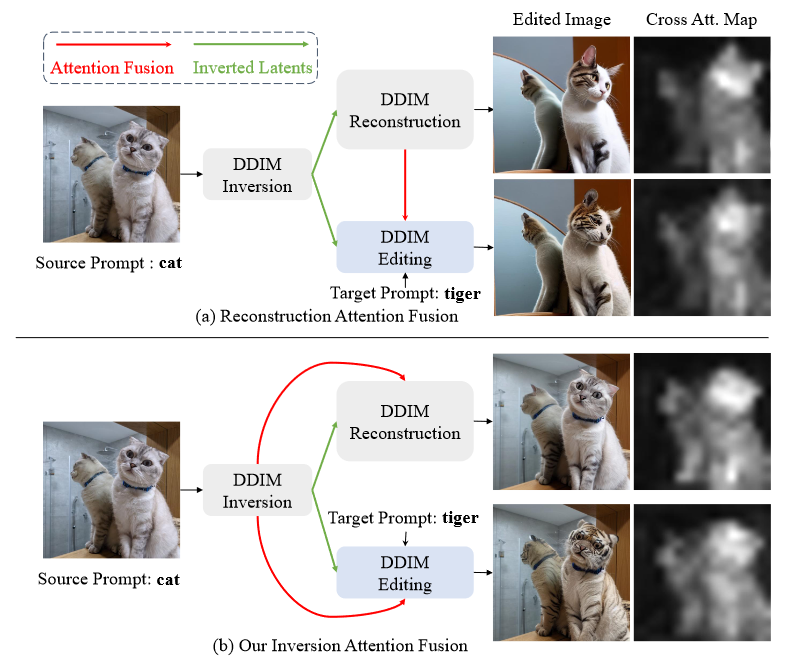 Edited Image
Cross Att. Map
Attention Fusion
Inverted Latents
DDIM
Reconstruction
DDIM
Inversion
DDIM
Editing
Source Prompt : cat
Target Prompt: tiger
(a) Reconstruction Attention Fusion
DDIM
Reconstruction
DDIM
Inversion
Target Prompt: tiger
DDIM
Editing
Source Prompt: cat
(b) Our Inversion Attention Fusion